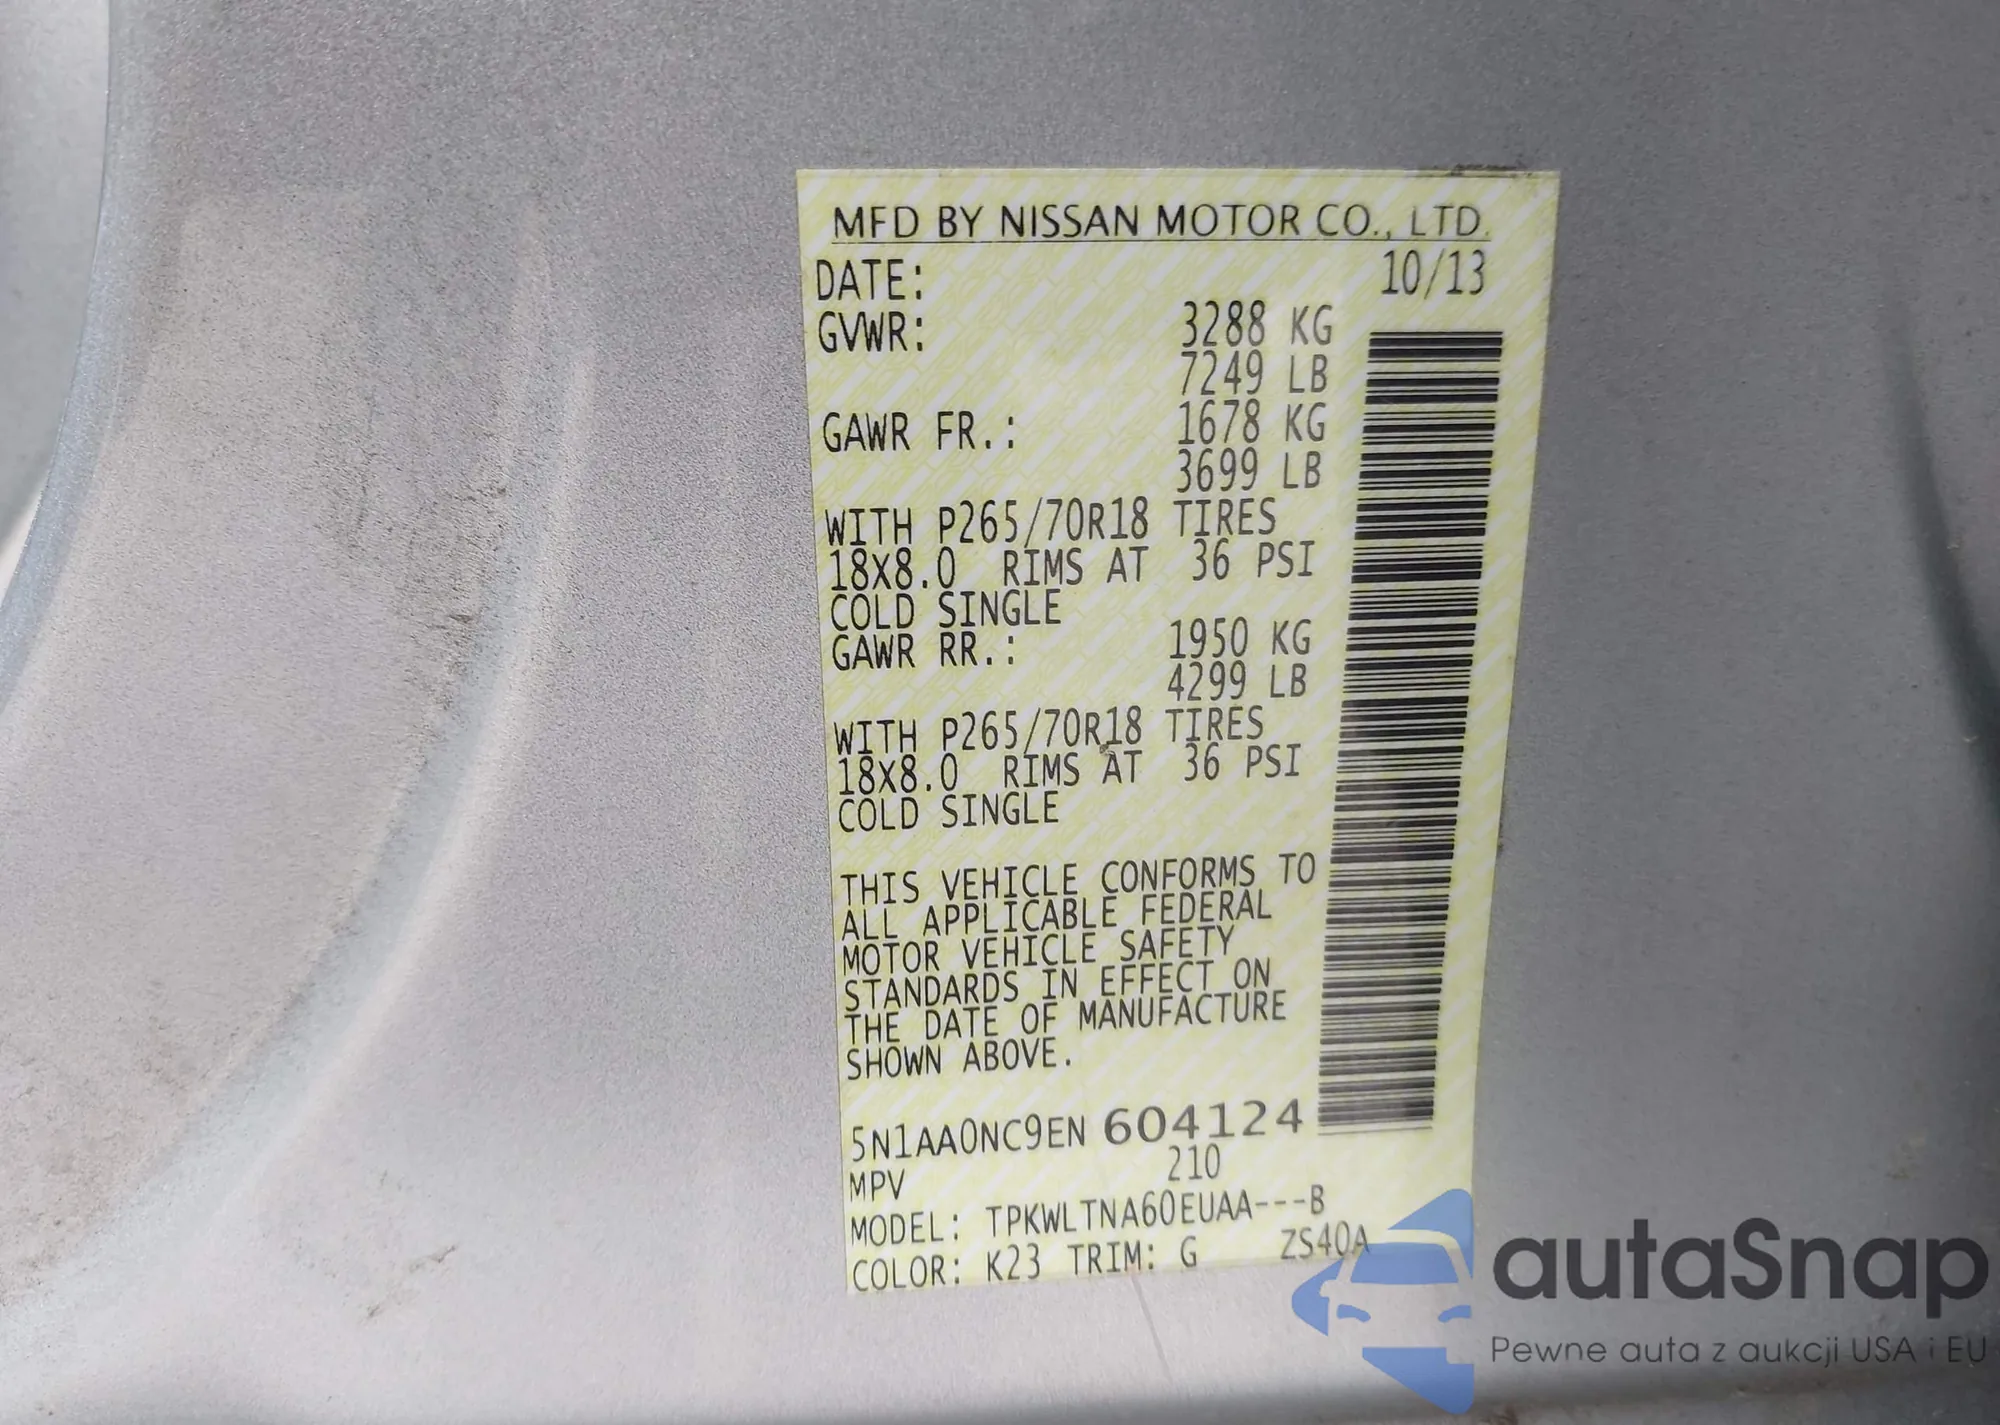 MFD BY NISSAN MOTOR CO., LTD.
DATE: 10/13
GVWR: 3288 KG
7249 LB
GAWR FR.: 1678 KG
3699 LB
WITH P265/70R18 TIRES
18X8.0 RIMS AT 36 PSI
COLD SINGLE
GAWR RR.: 1950 KG
4299 LB
WITH P265/70R18 TIRES
18X8.0 RIMS AT 36 PSI
COLD SINGLE
THIS VEHICLE CONFORMS TO
ALL APPLICABLE FEDERAL
MOTOR VEHICLE SAFETY
STANDARDS IN EFFECT ON
THE DATE OF MANUFACTURE
SHOWN ABOVE.
5N1AA0NC9EN 604124
MPV 210
MODEL: TPKWLTNA60EUAA---B
COLOR: K23 TRIM: G ZS40A
autaSnap
Pewne auta z aukcji USA i EU